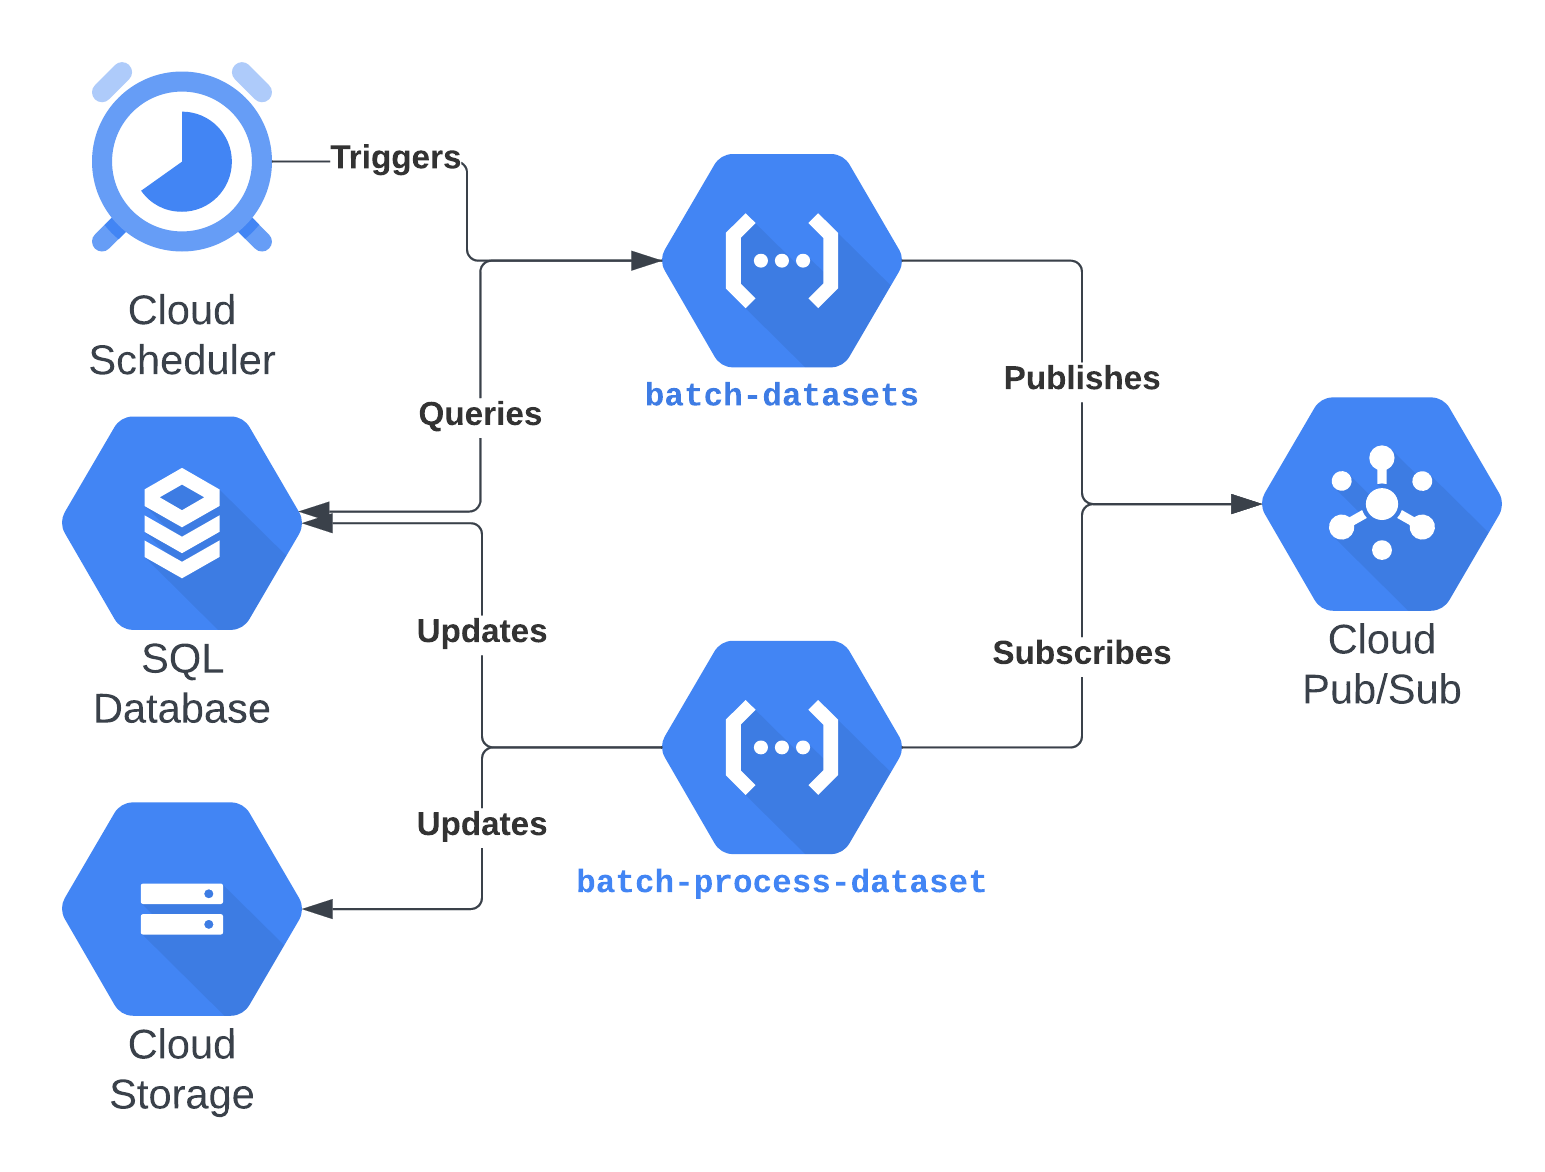 Triggers
Cloud
Scheduler
batch-datasets
Queries
Publishes
SQL
Database
Updates
Subscribes
Cloud
Pub/Sub
Updates
batch-process-dataset
Cloud
Storage